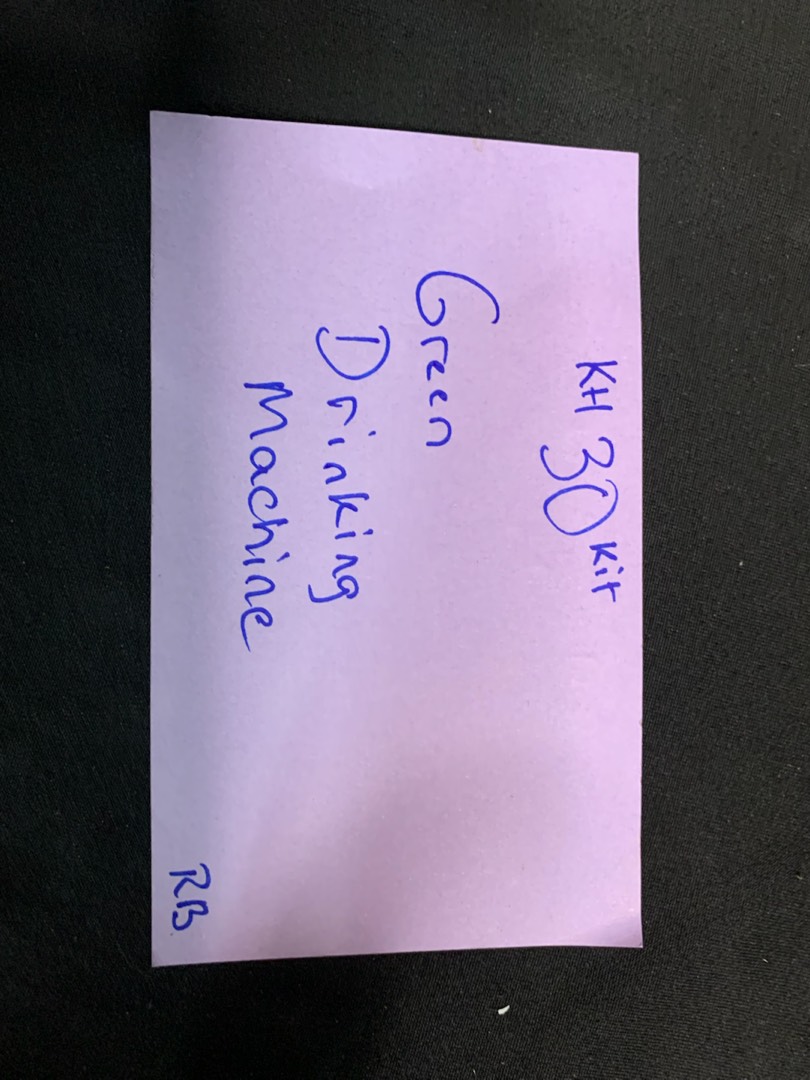 KH 30 Kit
Green
Drinking
Machine
RB